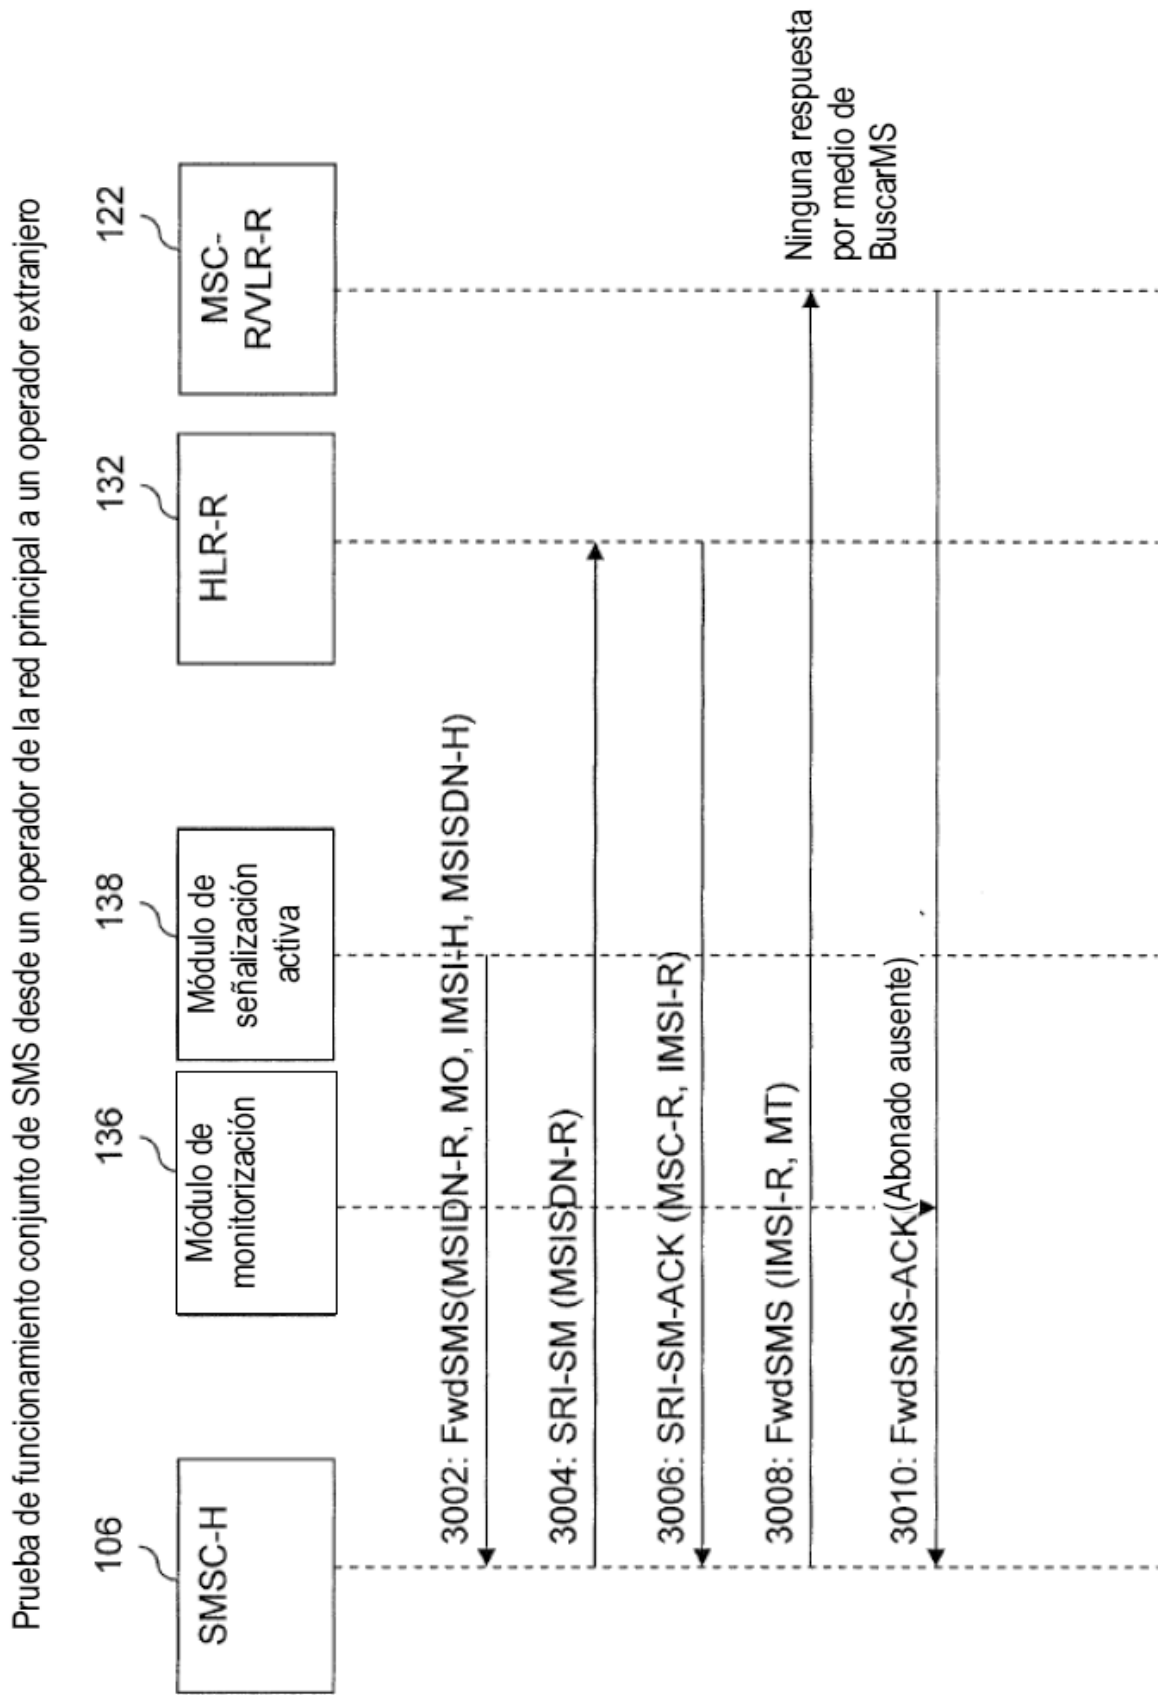 Prueba de funcionamiento conjunto de SMS desde un operador de la red principal a un operador extranjero
106
136
138
132
122
SMSC-H
Módulo de
monitorización
Módulo de
señalización
activa
HLR-R
MSC-
R/VLR-R
3002: FwdSMS(MSIDN-R, MO, IMSI-H, MSISDN-H)
3004: SRI-SM (MSISDN-R)
3006: SRI-SM-ACK (MSC-R, IMSI-R)
3008: FwdSMS (IMSI-R, MT)
Ninguna respuesta
por medio de
BuscarMS
3010: FwdSMS-ACK(Abonado ausente)